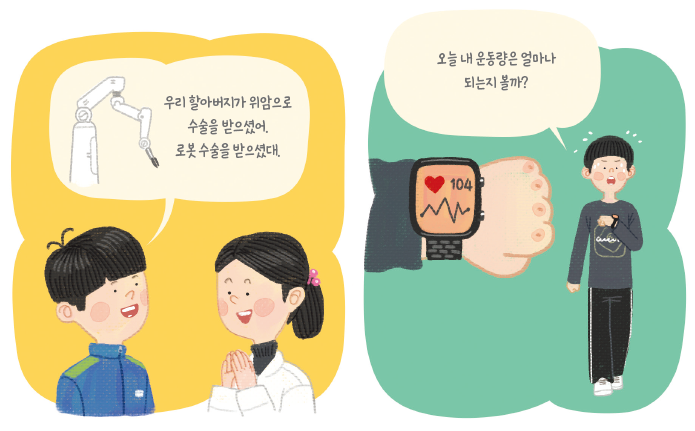 우리 할아버지가 위암으로
수술을 받으셨어.
로봇 수술을 받으셨대.
오늘 내 운동량은 얼마나
되는지 볼까?
104